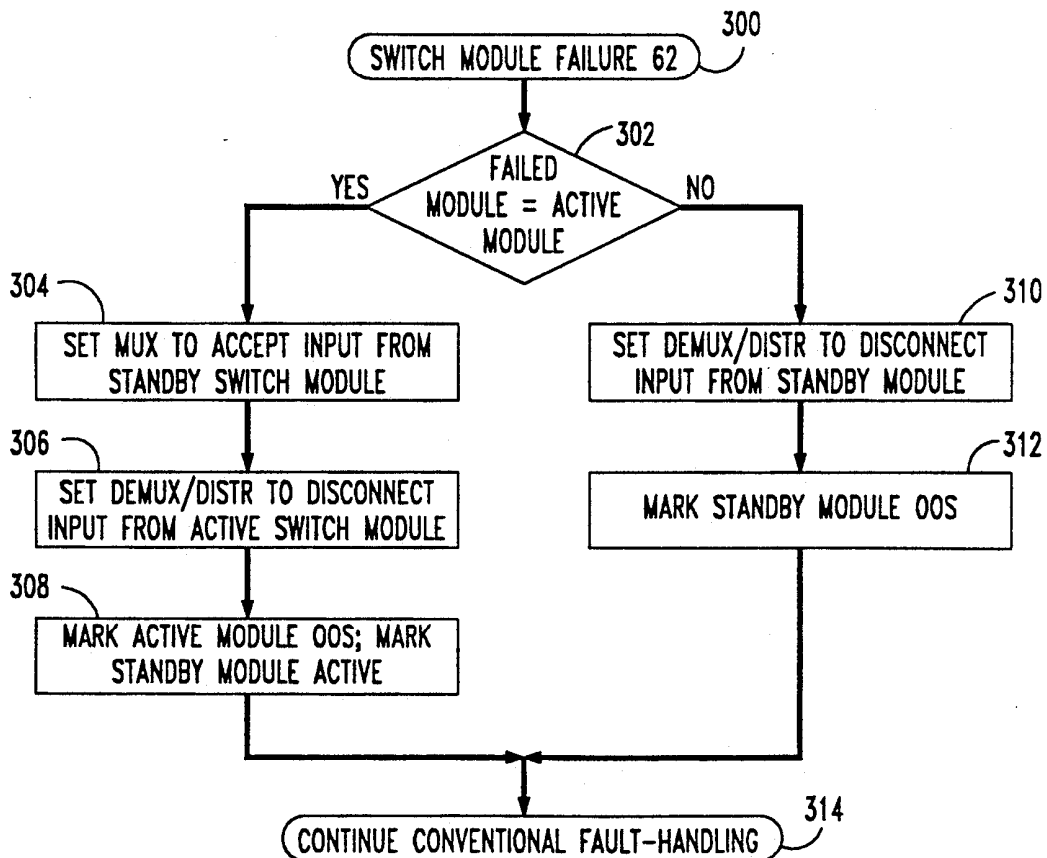 300
SWITCH MODULE FAILURE 62
302
FAILED
MODULE = ACTIVE
MODULE
YES
NO
304
SET MUX TO ACCEPT INPUT FROM
STANDBY SWITCH MODULE
310
SET DEMUX/DISTR TO DISCONNECT
INPUT FROM STANDBY MODULE
306
SET DEMUX/DISTR TO DISCONNECT
INPUT FROM ACTIVE SWITCH MODULE
312
MARK STANDBY MODULE OOS
308
MARK ACTIVE MODULE OOS; MARK
STANDBY MODULE ACTIVE
CONTINUE CONVENTIONAL FAULT-HANDLING
314